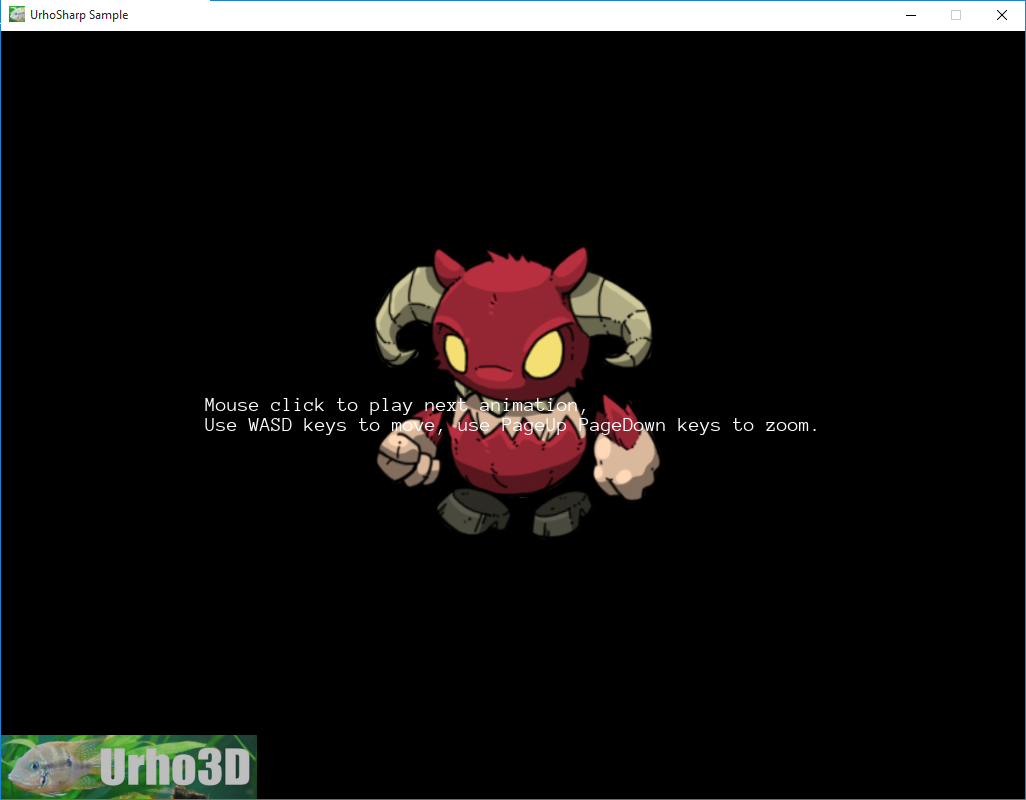 UrhoSharp Sample
Mouse click to play next animation,
Use WASD keys to move, use PageUp PageDown keys to zoom.
Urho3D